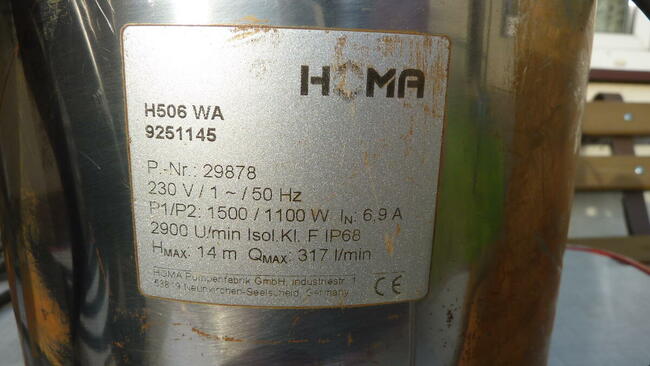 HOMA
H506 WA
9251145
P.-Nr.: 29878
230 V / 1 ~ / 50 Hz
P1/P2: 1500 / 1100 W IN: 6,9 A
2900 U/min Isol.Kl. F IP68
HMAX: 14 m QMAX: 317 l/min
HOMA Pumpenfabrik GmbH, Industriestr. 1
53819 Neunkirchen-Seelscheid, Germany
CE